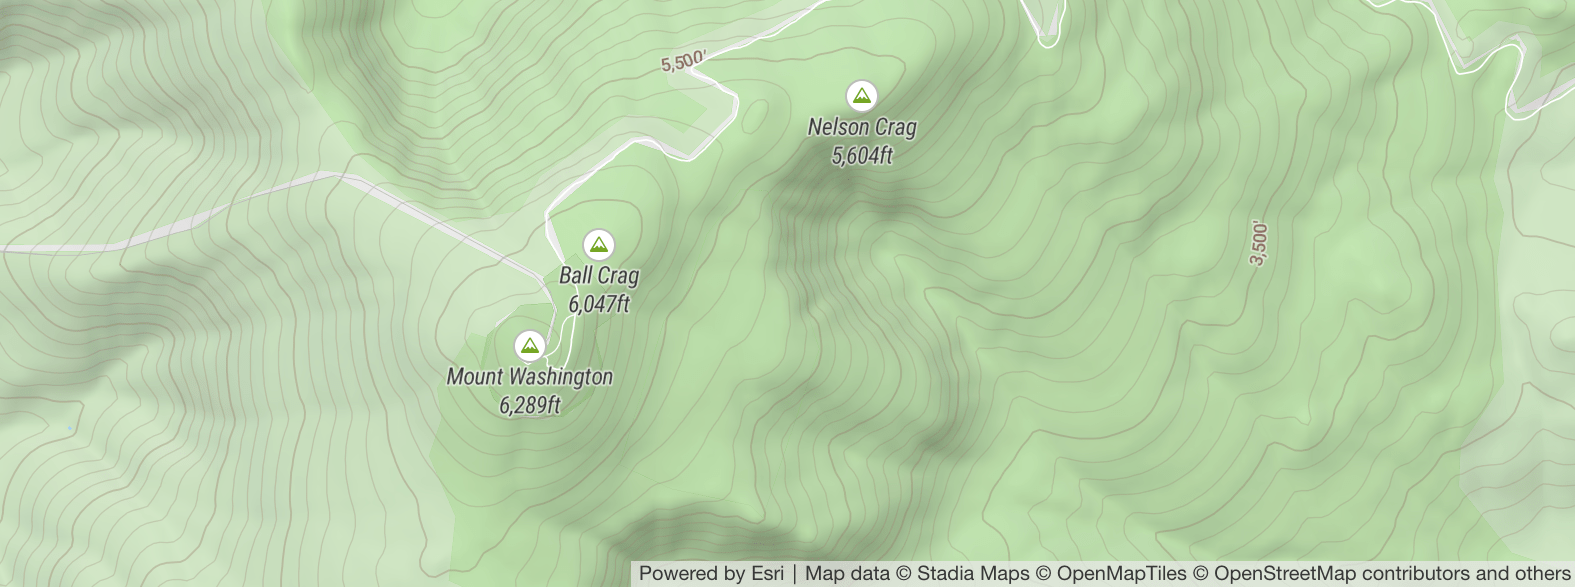 5,500'
Nelson Crag
5,604ft
3,500'
Ball Crag
6,047ft
Mount Washington
6,289ft
Powered by Esri | Map data © Stadia Maps © OpenMapTiles © OpenStreetMap contributors and others